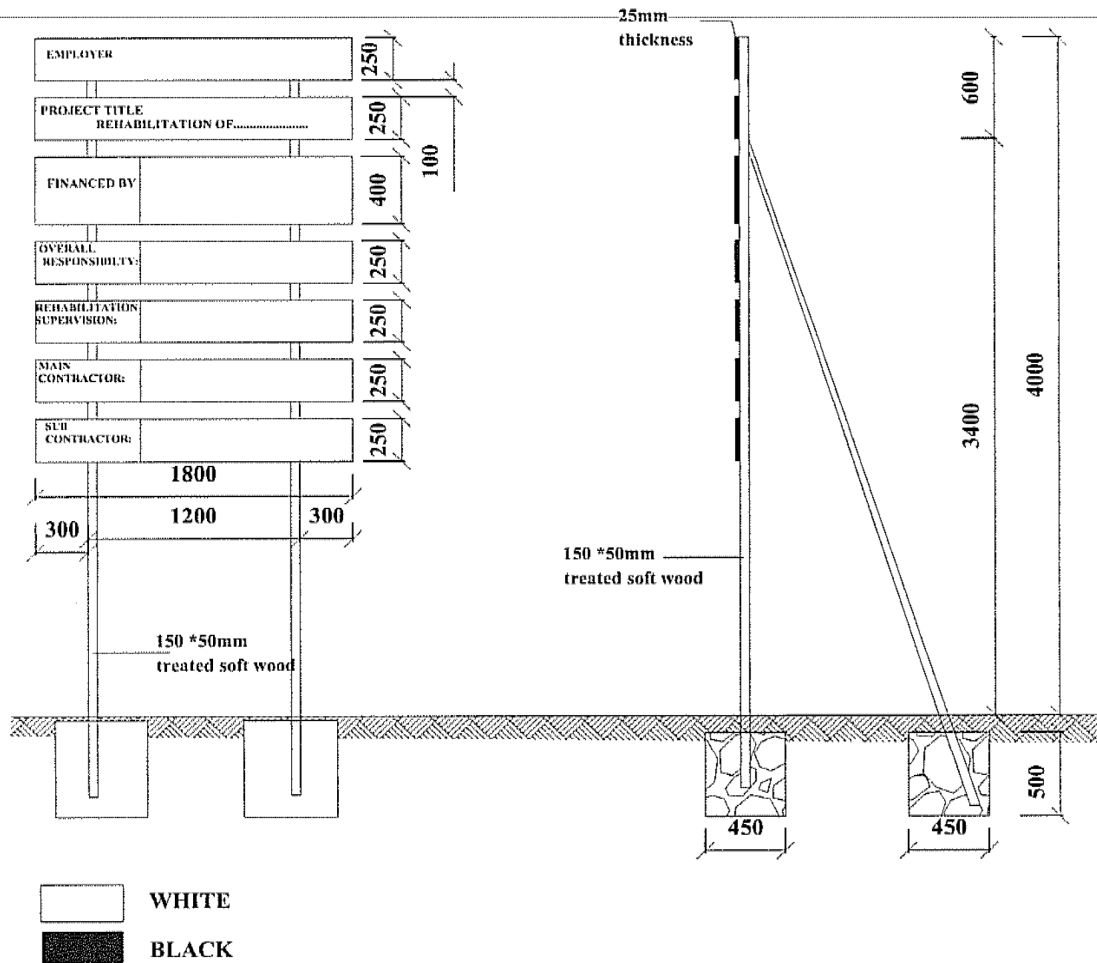 25mm
thickness
EMPLOYER
250
PROJECT TITLE
REHABILITATION OF......................
250
100
FINANCED BY
400
OVERALL
RESPONSIBILTY:
250
REHABILITATION
SUPERVISION:
250
MAIN
CONTRACTOR:
250
SUB
CONTRACTOR:
250
1800
300
1200
300
150 *50mm
treated soft wood
600
3400
4000
150 *50mm
treated soft wood
500
450
450
WHITE
BLACK